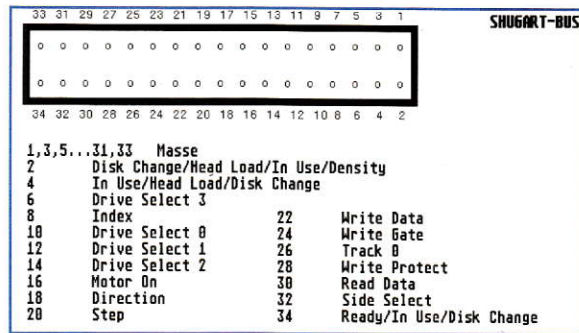 33 31 29 27 25 23 21 19 17 15 13 11 9 7 5 3 1
SHUGART-BUS
34 32 30 28 26 24 22 20 18 16 14 12 10 8 6 4 2
1,3,5...31,33 Masse
2 Disk Change/Head Load/In Use/Density
4 In Use/Head Load/Disk Change
6 Drive Select 3
8 Index 22 Write Data
10 Drive Select 0 24 Write Gate
12 Drive Select 1 26 Track 0
14 Drive Select 2 28 Write Protect
16 Motor On 30 Read Data
18 Direction 32 Side Select
20 Step 34 Ready/In Use/Disk Change